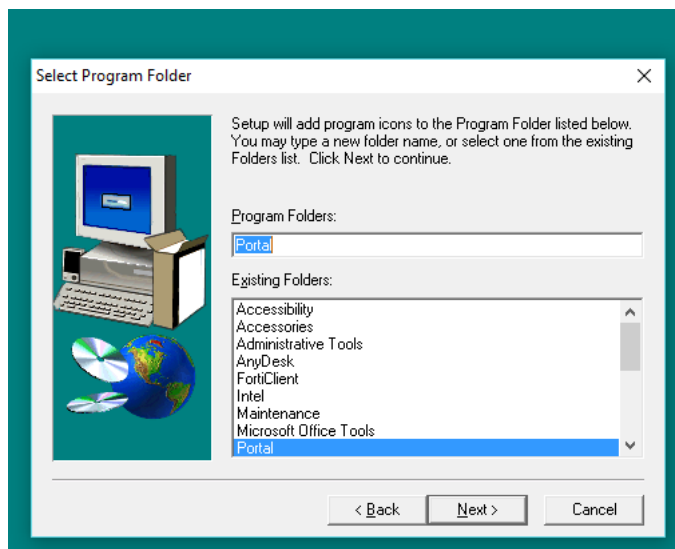 Select Program Folder
Setup will add program icons to the Program Folder listed below.
You may type a new folder name, or select one from the existing
Folders list. Click Next to continue.
Program Folders:
Portal
Existing Folders:
Accessibility
Accessories
Administrative Tools
AnyDesk
FortiClient
Intel
Maintenance
Microsoft Office Tools
Portal
< Back
Next >
Cancel